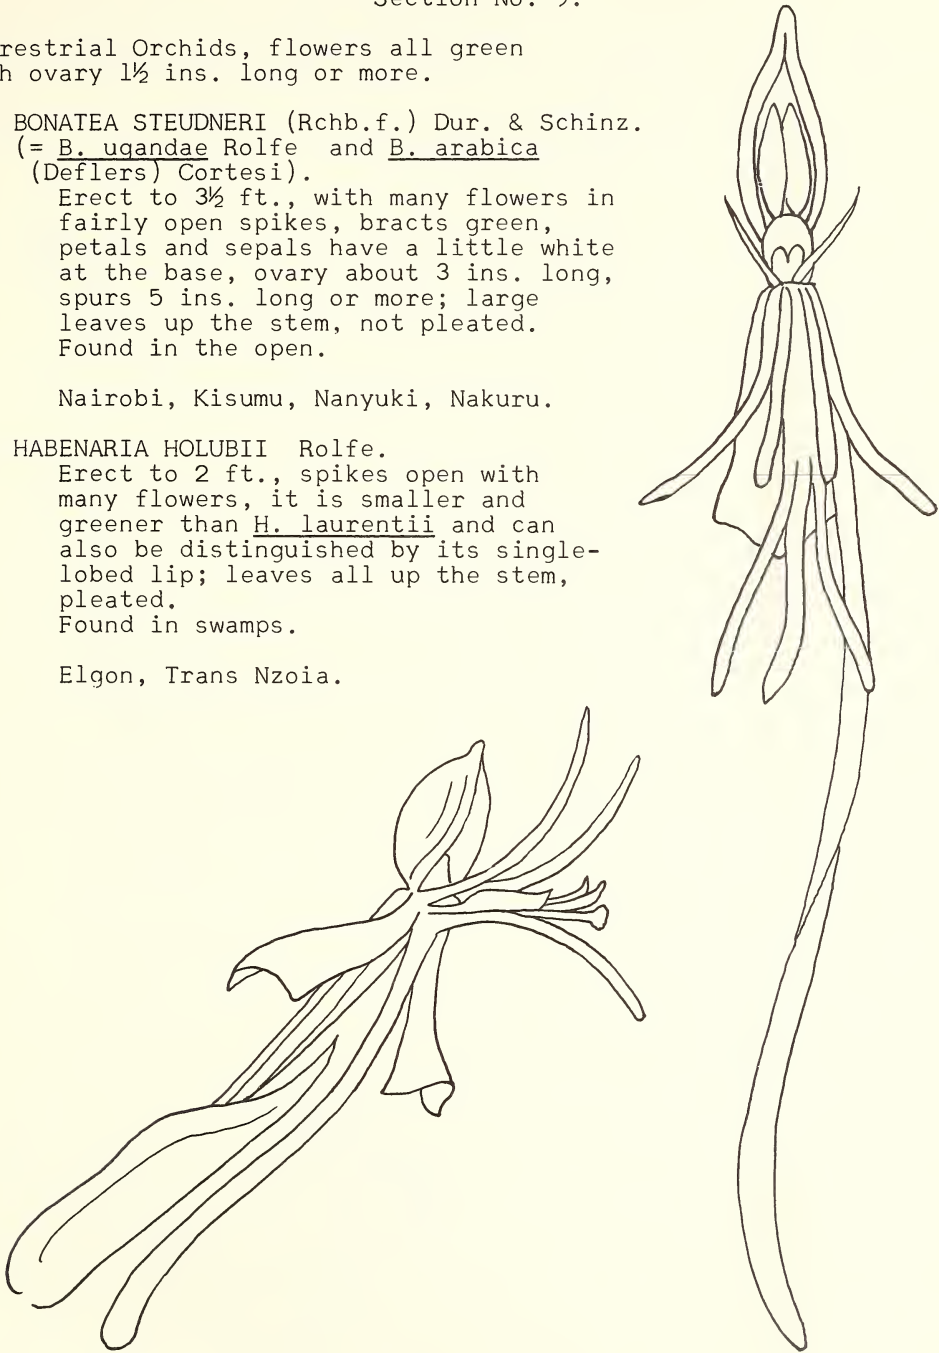 Section No. 9.
restrial Orchids, flowers all green
h ovary 1½ ins. long or more.
BONATEA STEUDNERI (Rchb.f.) Dur. & Schinz.
(= B. ugandae Rolfe and B. arabica
(Deflers) Cortesi).
Erect to 3½ ft., with many flowers in
fairly open spikes, bracts green,
petals and sepals have a little white
at the base, ovary about 3 ins. long,
spurs 5 ins. long or more; large
leaves up the stem, not pleated.
Found in the open.
Nairobi, Kisumu, Nanyuki, Nakuru.
HABENARIA HOLUBII Rolfe.
Erect to 2 ft., spikes open with
many flowers, it is smaller and
greener than H. laurentii and can
also be distinguished by its single-
lobed lip; leaves all up the stem,
pleated.
Found in swamps.
Elgon, Trans Nzoia.